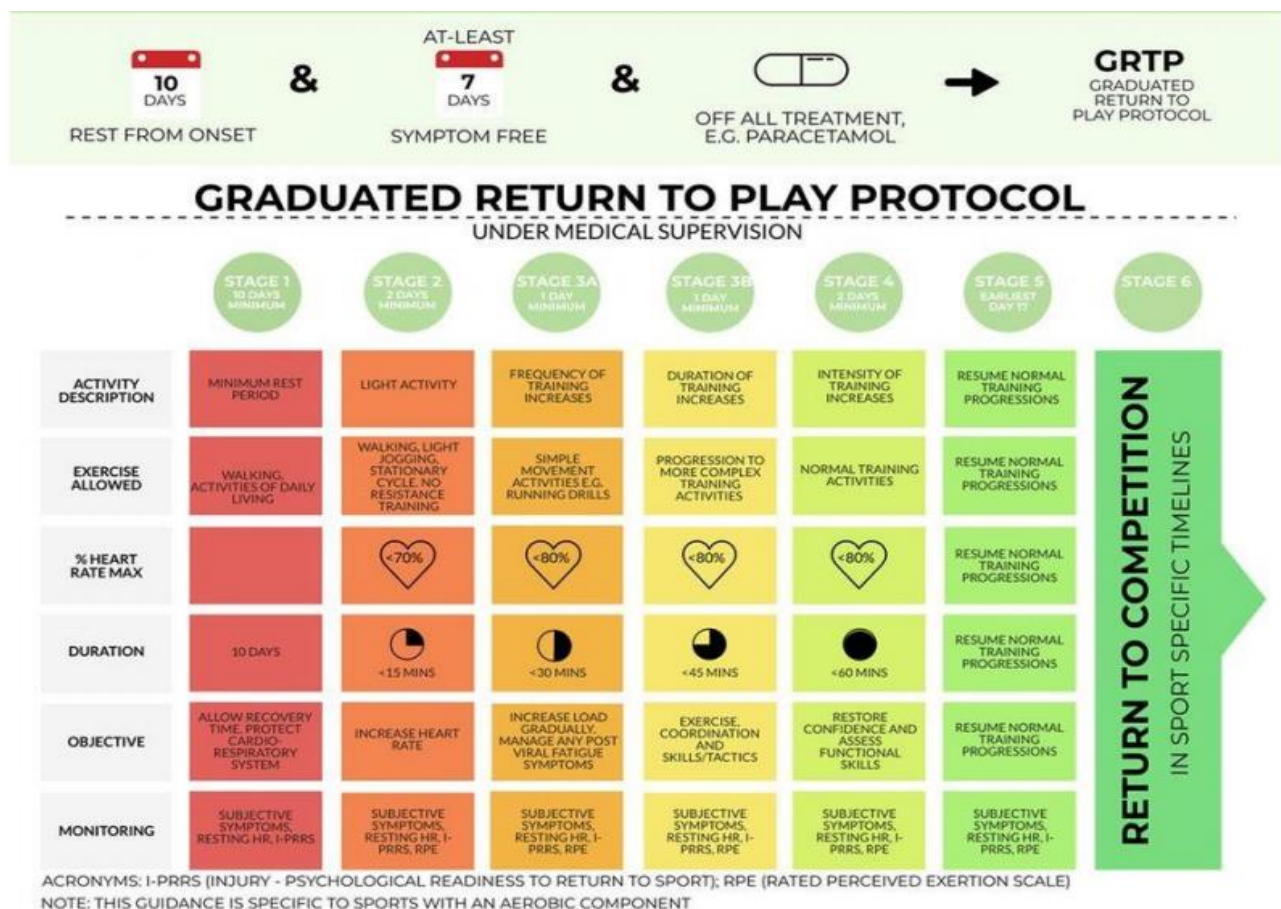 AT-LEAST
10
DAYS
&
7
DAYS
&
REST FROM ONSET
SYMPTOM FREE
OFF ALL TREATMENT,
E.G. PARACETAMOL
GRTP
GRADUATED
RETURN TO
PLAY PROTOCOL
GRADUATED RETURN TO PLAY PROTOCOL
UNDER MEDICAL SUPERVISION
STAGE 1
10 DAYS
MINIMUM
STAGE 2
2 DAYS
MINIMUM
STAGE 3A
1 DAY
MINIMUM
STAGE 3B
1 DAY
MINIMUM
STAGE 4
2 DAYS
MINIMUM
STAGE 5
EARLIEST
DAY 17
STAGE 6
ACTIVITY
DESCRIPTION
MINIMUM REST
PERIOD
LIGHT ACTIVITY
FREQUENCY OF
TRAINING
INCREASES
DURATION OF
TRAINING
INCREASES
INTENSITY OF
TRAINING
INCREASES
RESUME NORMAL
TRAINING
PROGRESSIONS
EXERCISE
ALLOWED
WALKING,
ACTIVITIES OF DAILY
LIVING
WALKING, LIGHT
JOGGING,
STATIONARY
CYCLE. NO
RESISTANCE
TRAINING
SIMPLE
MOVEMENT
ACTIVITIES E.G.
RUNNING DRILLS
PROGRESSION TO
MORE COMPLEX
TRAINING
ACTIVITIES
NORMAL TRAINING
ACTIVITIES
RESUME NORMAL
TRAINING
PROGRESSIONS
% HEART
RATE MAX
<70%
<80%
<80%
<80%
RESUME NORMAL
TRAINING
PROGRESSIONS
DURATION
10 DAYS
<15 MINS
<30 MINS
<45 MINS
<60 MINS
RESUME NORMAL
TRAINING
PROGRESSIONS
OBJECTIVE
ALLOW RECOVERY
TIME, PROTECT
CARDIO-
RESPIRATORY
SYSTEM
INCREASE HEART
RATE
INCREASE LOAD
GRADUALLY.
MANAGE ANY POST
VIRAL FATIGUE
SYMPTOMS
EXERCISE,
COORDINATION
AND
SKILLS/TACTICS
RESTORE
CONFIDENCE AND
ASSESS
FUNCTIONAL
SKILLS
RESUME NORMAL
TRAINING
PROGRESSIONS
MONITORING
SUBJECTIVE
SYMPTOMS,
RESTING HR, I-PRRS
SUBJECTIVE
SYMPTOMS,
RESTING HR, I-
PRRS, RPE
SUBJECTIVE
SYMPTOMS,
RESTING HR, I-
PRRS, RPE
SUBJECTIVE
SYMPTOMS,
RESTING HR, I-
PRRS, RPE
SUBJECTIVE
SYMPTOMS,
RESTING HR, I-
PRRS, RPE
SUBJECTIVE
SYMPTOMS,
RESTING HR, I-
PRRS, RPE
RETURN TO COMPETITION
IN SPORT SPECIFIC TIMELINES
ACRONYMS: I-PRRS (INJURY - PSYCHOLOGICAL READINESS TO RETURN TO SPORT); RPE (RATED PERCEIVED EXERTION SCALE)
NOTE: THIS GUIDANCE IS SPECIFIC TO SPORTS WITH AN AEROBIC COMPONENT